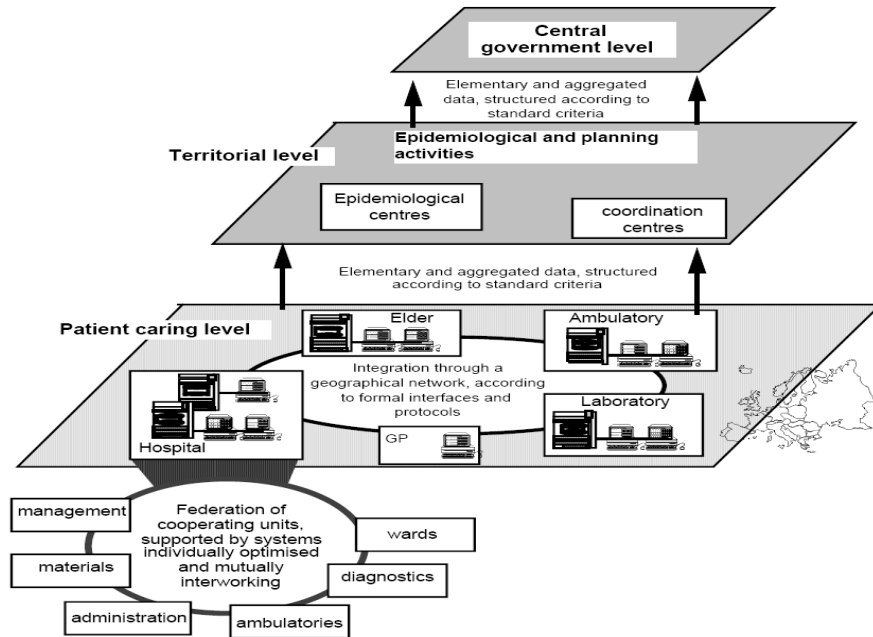 Central
government level
Elementary and aggregated
data, structured according to
standard criteria
Territorial level
Epidemiological and planning
activities
Epidemiological
centres
coordination
centres
Elementary and aggregated data, structured
according to standard criteria
Patient caring level
Elder
Ambulatory
Integration through a
geographical network, according
to formal interfaces and
protocols
Hospital
GP
Laboratory
Federation of
cooperating units,
supported by systems
individually optimised
and mutually
interworking
management
materials
administration
ambulatories
diagnostics
wards